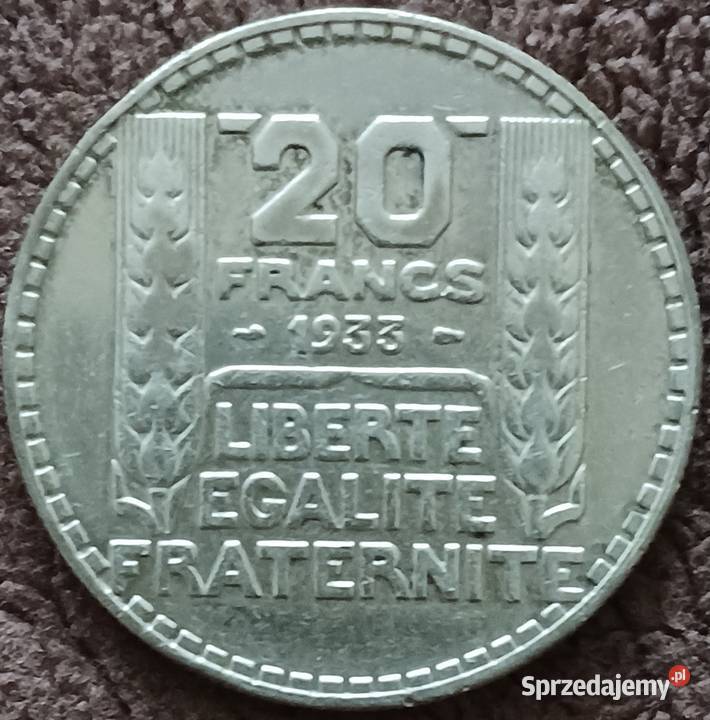 20
FRANCS
1933
LIBERTE
EGALITE
FRATERNITE
Sprzedajemy.pl